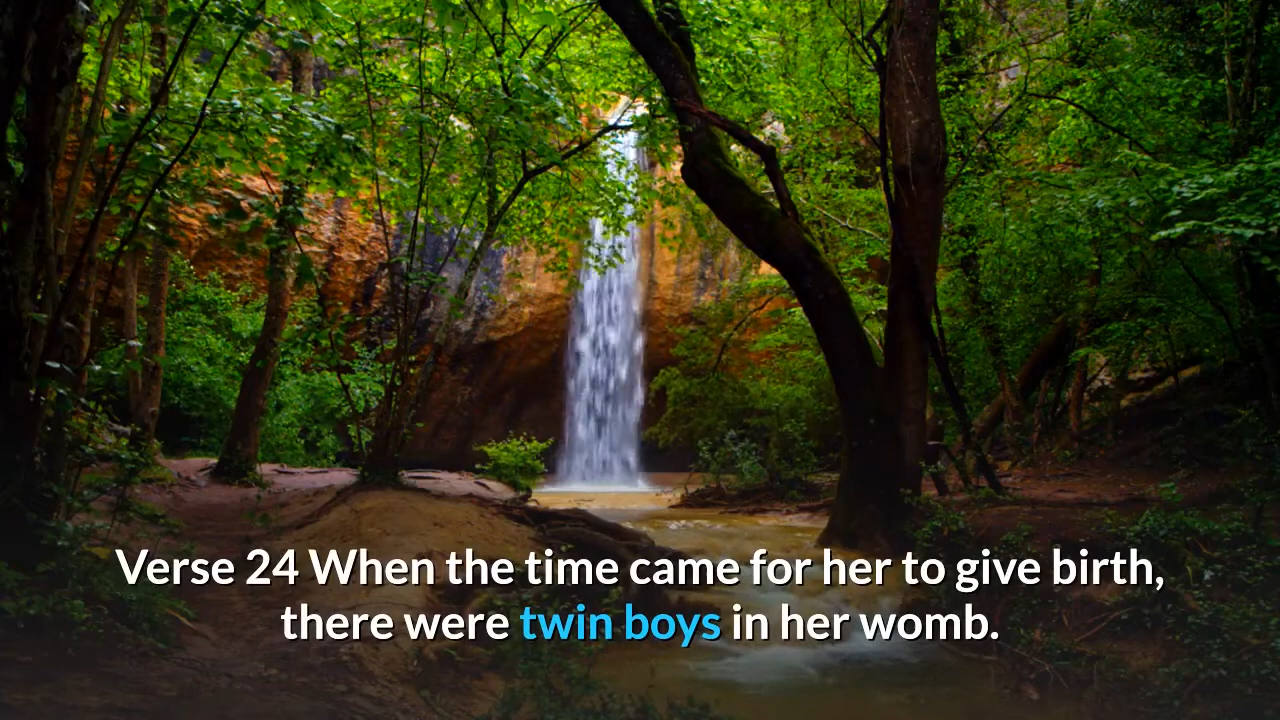 Verse 24 When the time came for her to give birth,
there were twin boys in her womb.